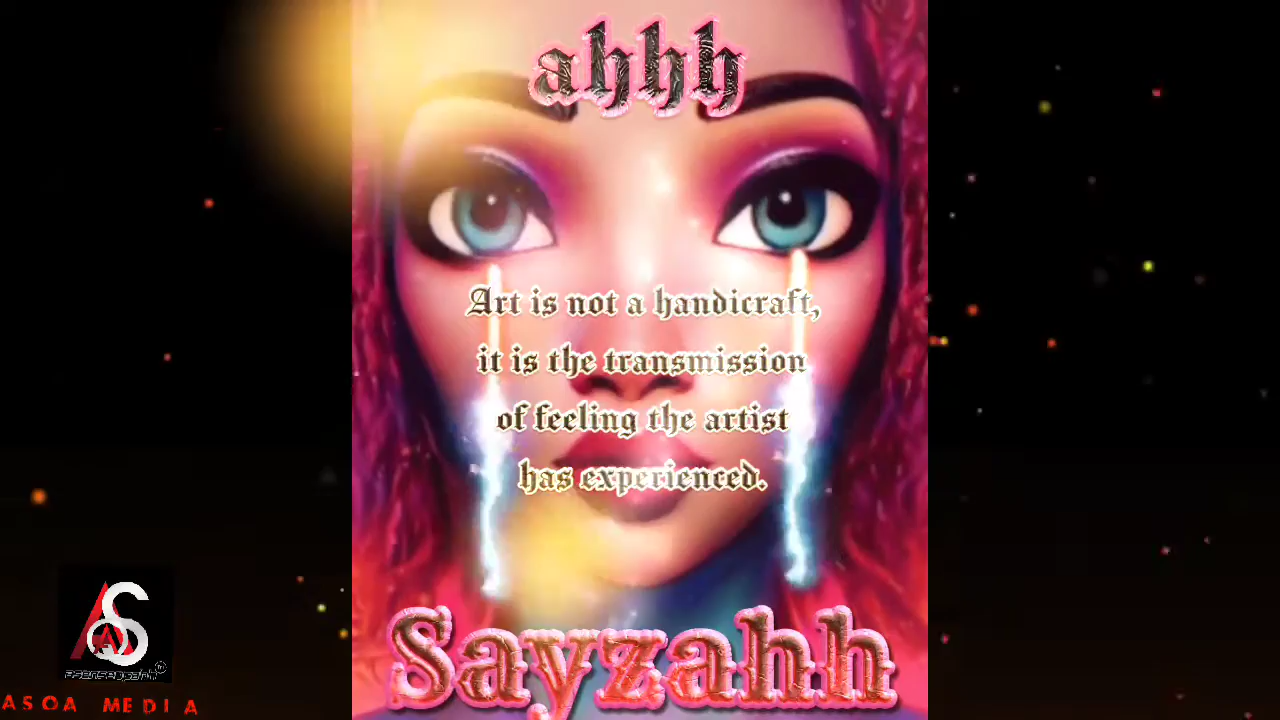 ahhh
Art is not a handicraft,
it is the transmission
of feeling the artist
has experienced.
Sayzahh
ASOA MEDIA